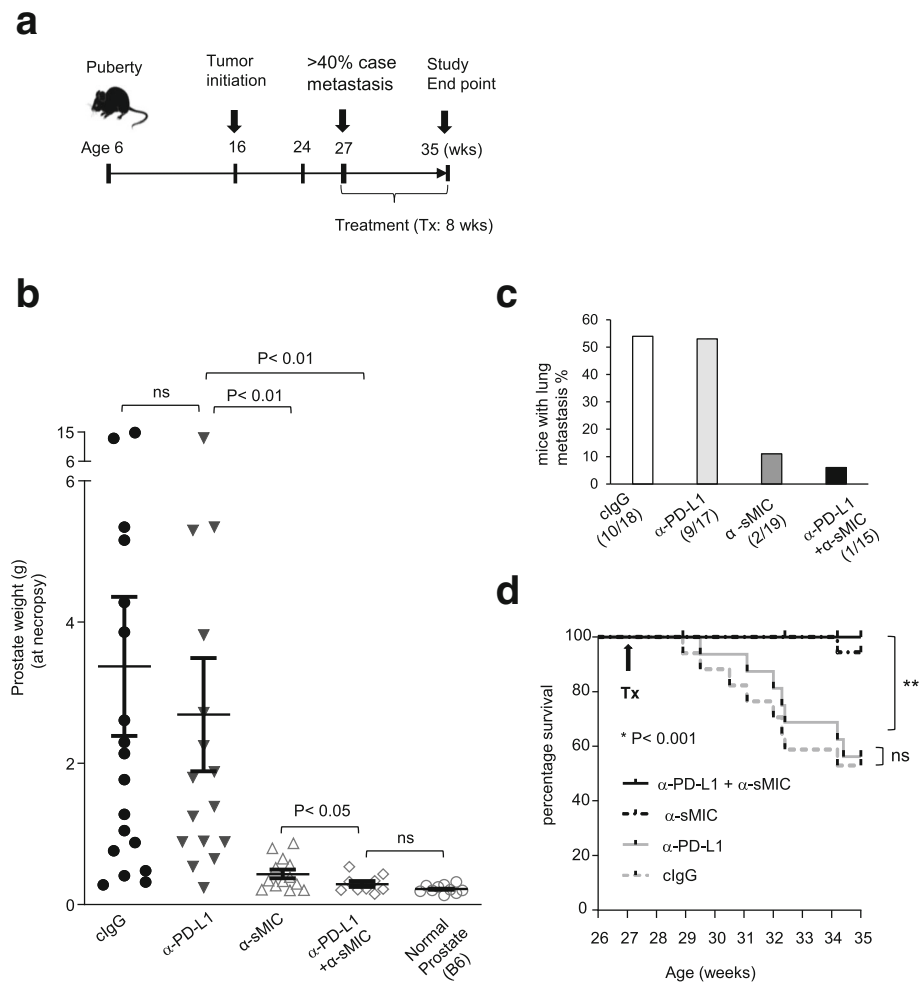 a
Puberty
Tumor
initiation
>40% case
metastasis
Study
End point
Age 6
16
24
27
35 (wks)
Treatment (Tx: 8 wks)
b
P< 0.01
ns
P< 0.01
15
6
6
4
2
0
Prostate weight (g)
(at necropsy)
P< 0.05
ns
cIgG
α-PD-L1
α-sMIC
α-PD-L1
+α-sMIC
Normal
Prostate
(B6)
c
60
50
40
30
20
10
0
mice with lung
metastasis %
cIgG
(10/18)
α-PD-L1
(9/17)
α -sMIC
(2/19)
α-PD-L1
+α-sMIC
(1/15)
d
100
80
60
40
20
0
percentage survival
Tx
* P< 0.001
α-PD-L1 + α-sMIC
α-sMIC
α-PD-L1
cIgG
**
ns
26 27 28 29 30 31 32 33 34 35
Age (weeks)